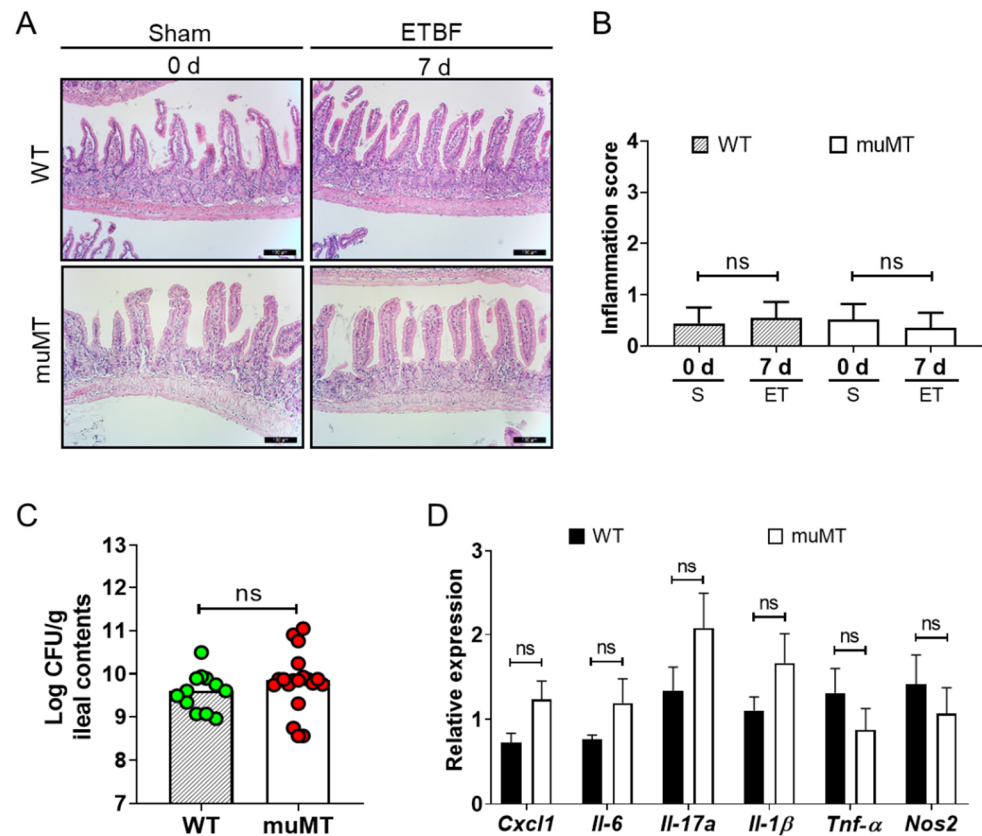 A
Sham
ETBF
0 d
7 d
WT
muMT
B
WT
muMT
Inflammation score
4
3
2
1
0
ns
ns
0 d
7 d
0 d
7 d
S
ET
S
ET
C
Log CFU/g
ileal contents
13
12
11
10
9
8
7
ns
WT
muMT
D
WT
muMT
Relative expression
3
2
1
0
ns
ns
ns
ns
ns
ns
Cxcl1
Il-6
Il-17a
Il-1β
Tnf-α
Nos2